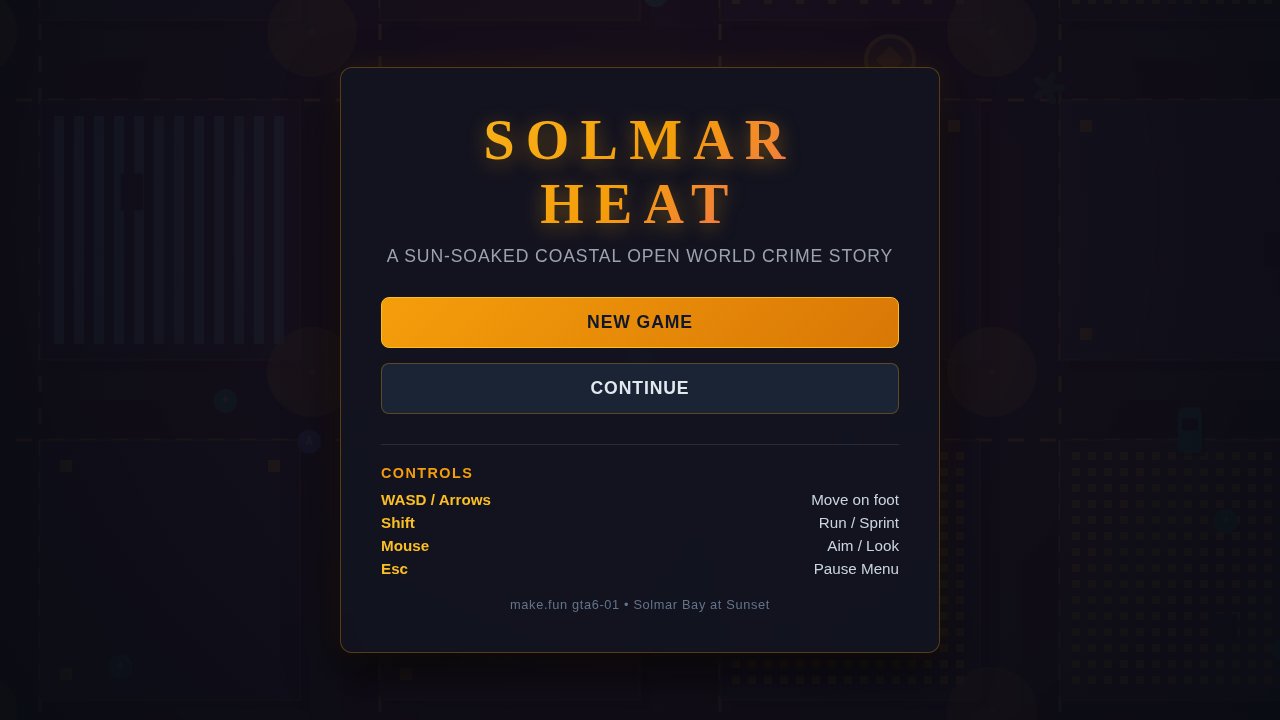 SOLMAR
HEAT
A SUN-SOAKED COASTAL OPEN WORLD CRIME STORY
NEW GAME
CONTINUE
CONTROLS
WASD / Arrows Move on foot
Shift Run / Sprint
Mouse Aim / Look
Esc Pause Menu
make.fun gta6-01 • Solmar Bay at Sunset